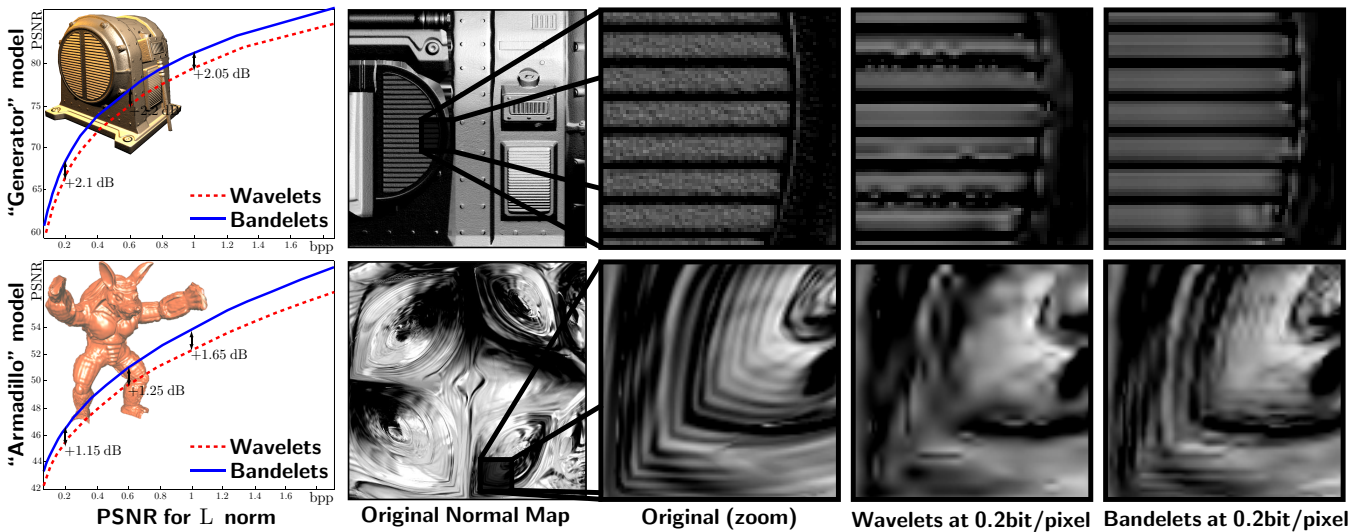 "Generator" model
PSNR
80
75
70
65
60
+2.1 dB
+2.2 dB
+2.05 dB
Wavelets
Bandelets
0.2 0.4 0.6 0.8 1 1.2 1.4 1.6 bpp
"Armadillo" model
PSNR
54
52
50
48
46
44
42
+1.15 dB
+1.25 dB
+1.65 dB
Wavelets
Bandelets
0.2 0.4 0.6 0.8 1 1.2 1.4 1.6 bpp
PSNR for L norm
Original Normal Map
Original (zoom)
Wavelets at 0.2bit/pixel
Bandelets at 0.2bit/pixel